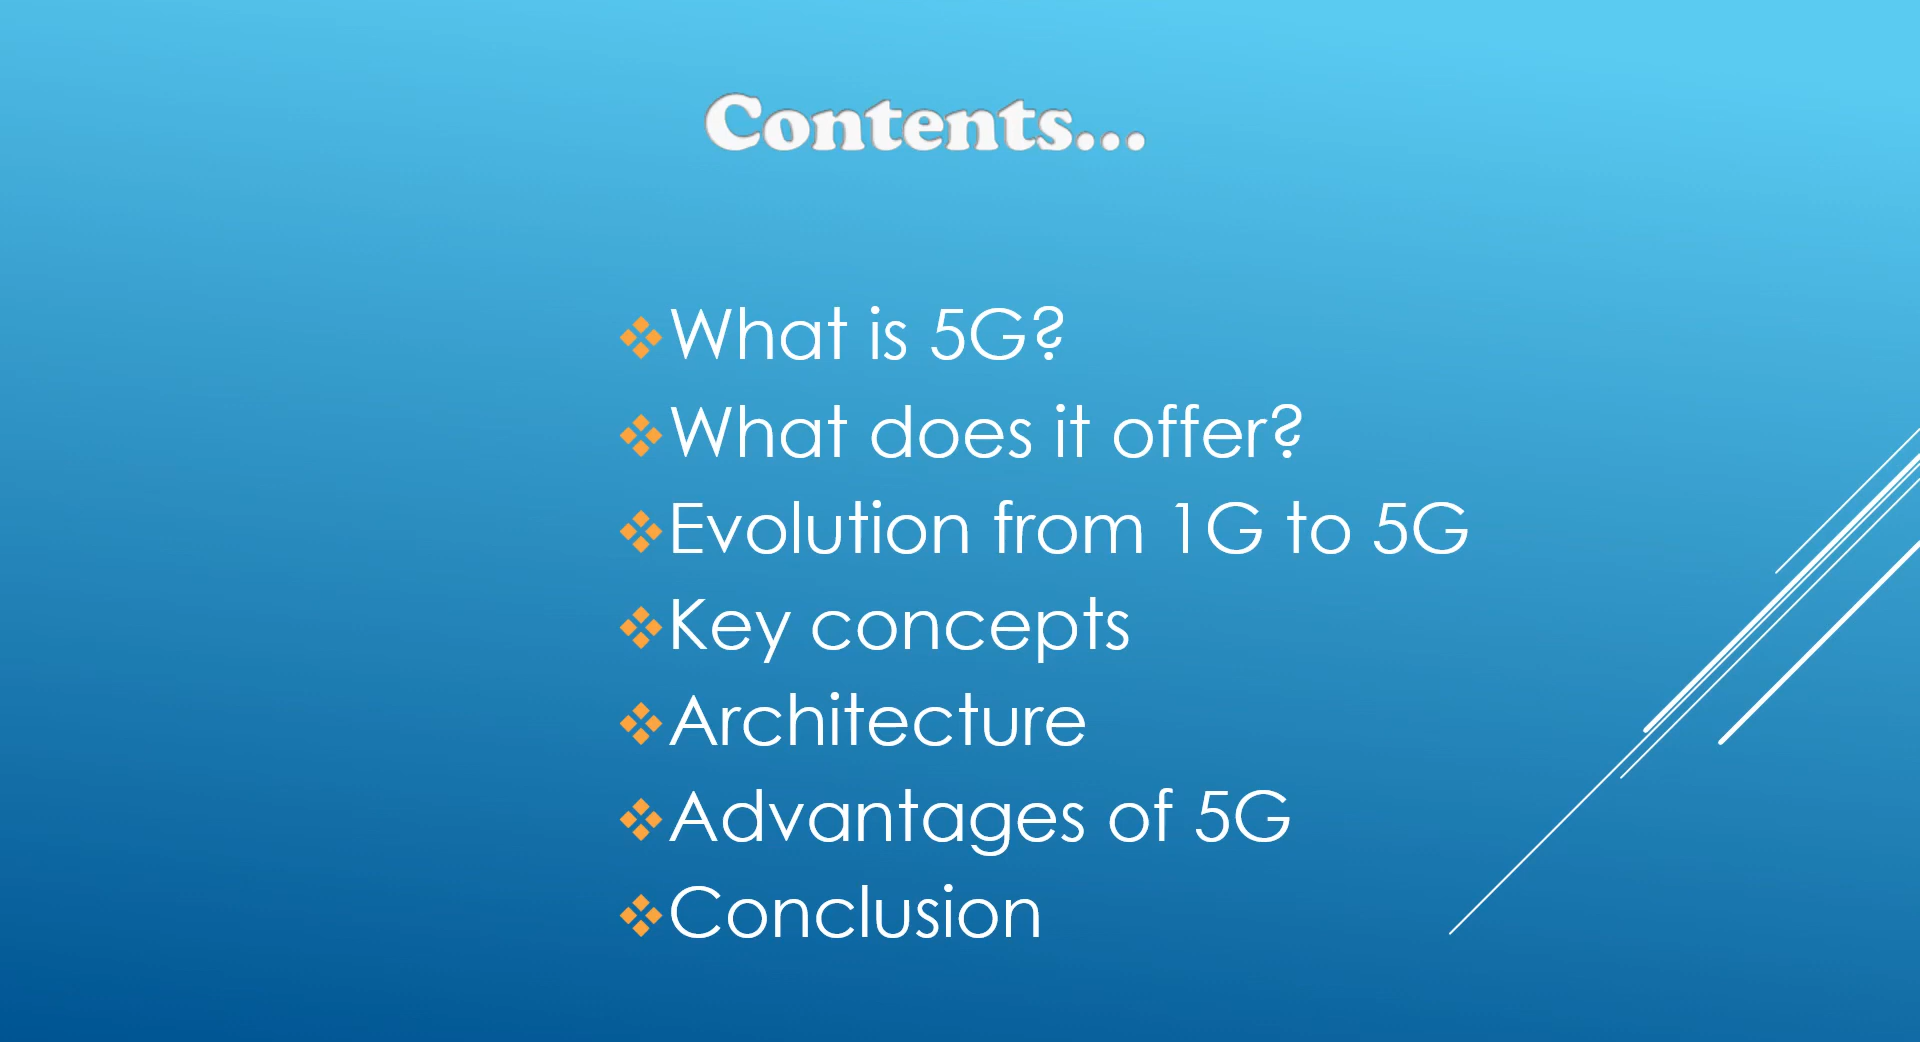 Contents...
What is 5G?
What does it offer?
Evolution from 1G to 5G
Key concepts
Architecture
Advantages of 5G
Conclusion